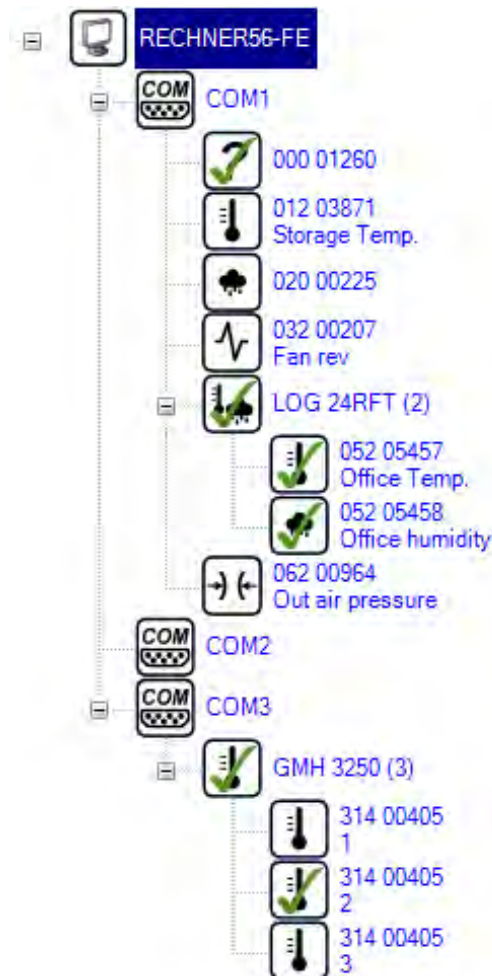 RECHNER56-FE
COM
COM1
000 01260
012 03871
Storage Temp.
020 00225
032 00207
Fan rev
LOG 24RFT (2)
052 05457
Office Temp.
052 05458
Office humidity
062 00964
Out air pressure
COM
COM2
COM
COM3
GMH 3250 (3)
314 00405
1
314 00405
2
314 00405
3